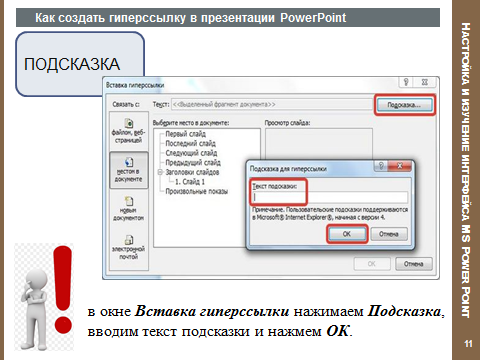 Как создать гиперссылку в презентации PowerPoint
ПОДСКАЗКА
Вставка гиперссылки
Связать с:
Текст: <<Выделенный фрагмент документа>>
Подсказка...
файлом, веб-
страницей
местом в
документе
новым
документом
электронной
почтой
Выберите место в документе:
Первый слайд
Последний слайд
Следующий слайд
Предыдущий слайд
Заголовки слайдов
1. Слайд 1
Произвольные показы
Просмотр слайда:
Подсказка для гиперссылки
Текст подсказки:
Примечание. Пользовательские подсказки поддерживаются
в Microsoft® Internet Explorer®, начиная с версии 4.
ОК
Отмена
ОК
Отмена
в окне Вставка гиперссылки нажимаем Подсказка,
вводим текст подсказки и нажмем ОК.
НАСТРОЙКА И ИЗУЧЕНИЕ ИНТЕРФЕЙСА MS POWER POINT
11